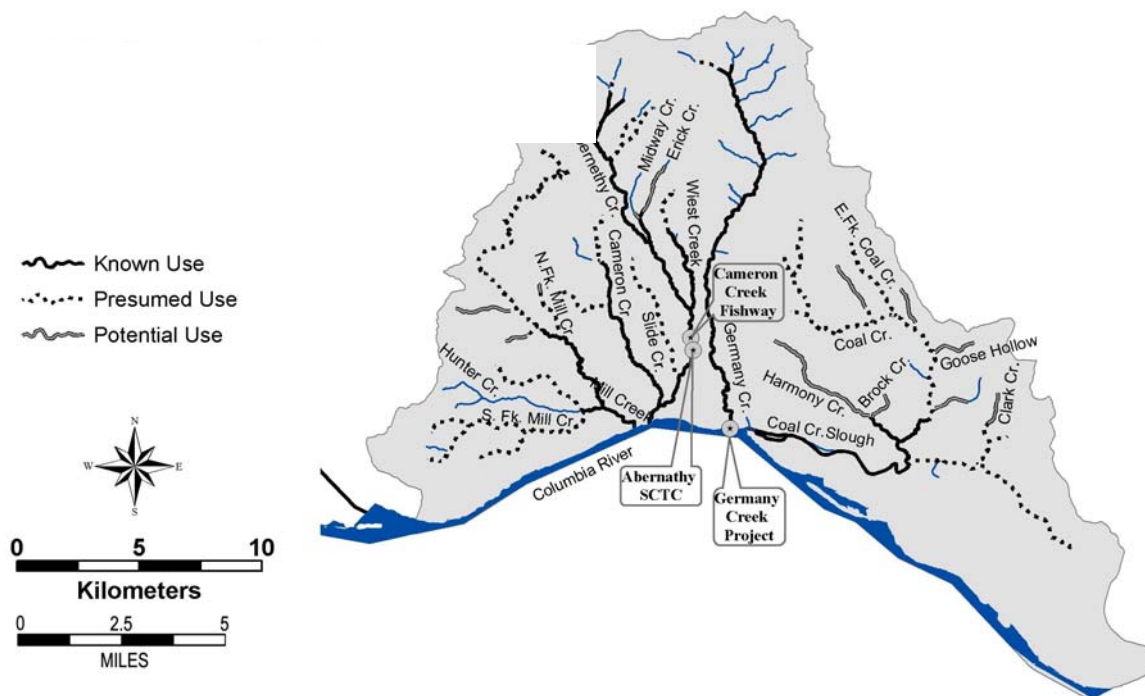 Known Use
Presumed Use
Potential Use
N
W
E
S
0 5 10
Kilometers
0 2.5 5
MILES
ernethy Cr.
Midway Cr.
Erick Cr.
Wiest Creek
Cameron Cr.
Slide Cr.
N.Fk. Mill Cr.
Hunter Cr.
S. Fk. Mill Cr.
Mill Creek
Columbia River
Cameron
Creek
Fishway
Germany Cr.
Abernathy
SCTC
Germany
Creek
Project
E.Fk. Coal Cr.
Coal Cr.
Goose Hollow
Brock Cr.
Harmony Cr.
Clark Cr.
Coal Cr.Slough